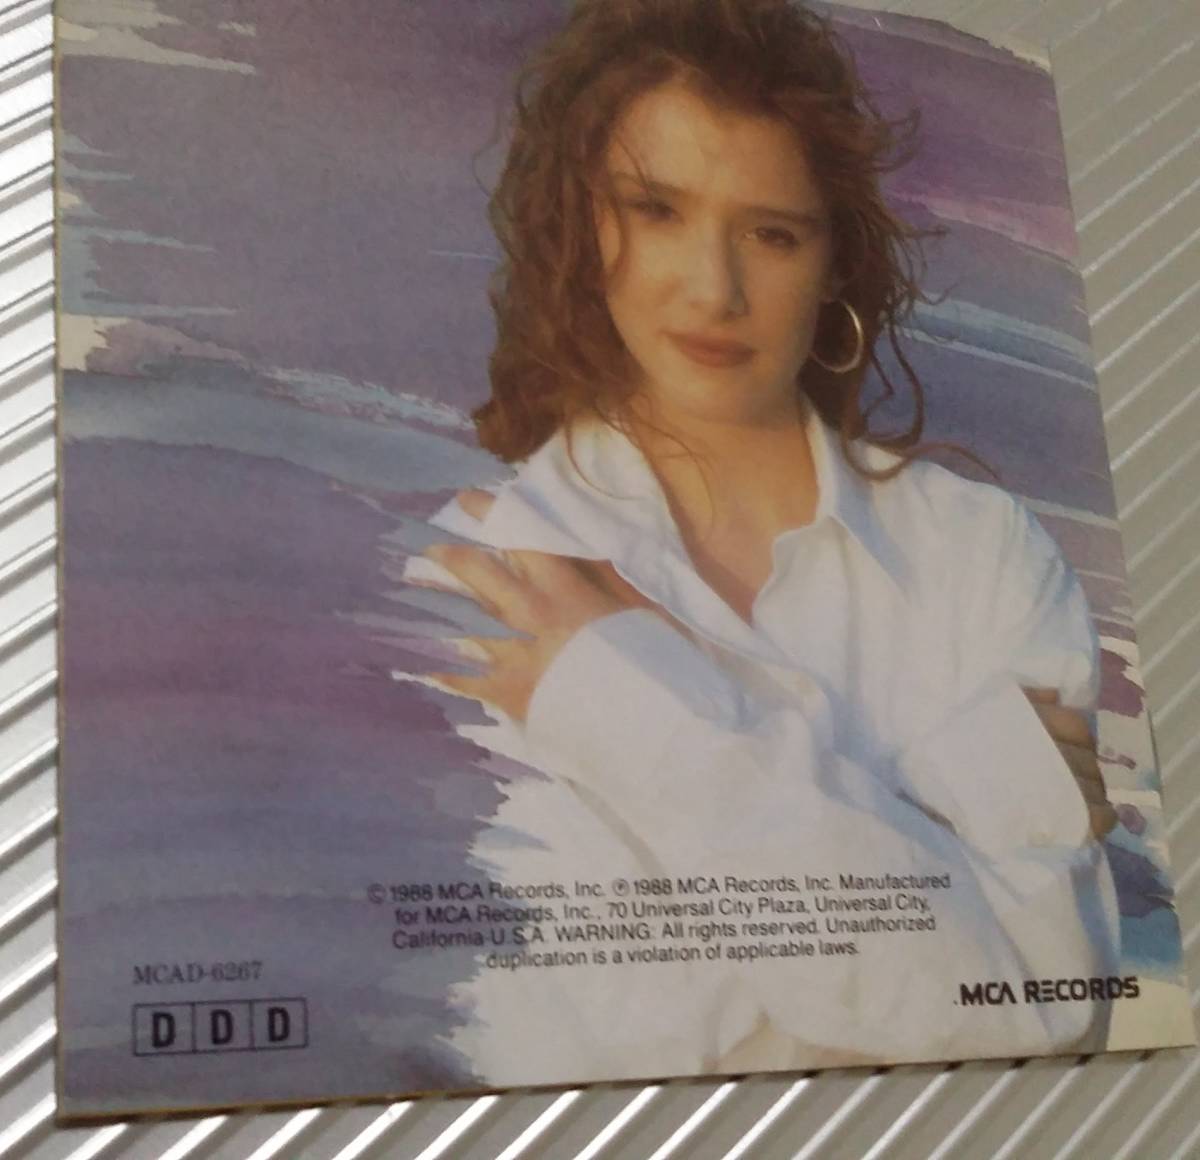 © 1988 MCA Records, Inc. ℗ 1988 MCA Records, Inc. Manufactured
for MCA Records, Inc., 70 Universal City Plaza, Universal City,
California U.S.A. WARNING: All rights reserved. Unauthorized
duplication is a violation of applicable laws.
MCAD-6267
D D D
MCA RECORDS